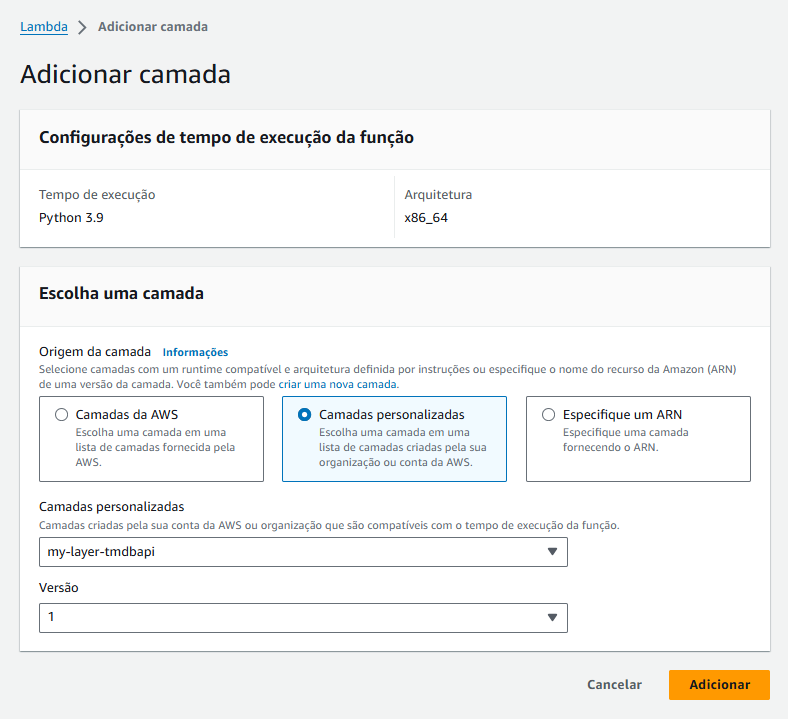 Lambda > Adicionar camada
Adicionar camada
Configurações de tempo de execução da função
Tempo de execução
Python 3.9
Arquitetura
x86_64
Escolha uma camada
Origem da camada Informações
Selecione camadas com um runtime compatível e arquitetura definida por instruções ou especifique o nome do recurso da Amazon (ARN)
de uma versão da camada. Você também pode criar uma nova camada.
Camadas da AWS
Escolha uma camada em uma
lista de camadas fornecida pela
AWS.
Camadas personalizadas
Escolha uma camada em uma
lista de camadas criadas pela sua
organização ou conta da AWS.
Especifique um ARN
Especifique uma camada
fornecendo o ARN.
Camadas personalizadas
Camadas criadas pela sua conta da AWS ou organização que são compatíveis com o tempo de execução da função.
my-layer-tmdbapi
Versão
1
Cancelar
Adicionar